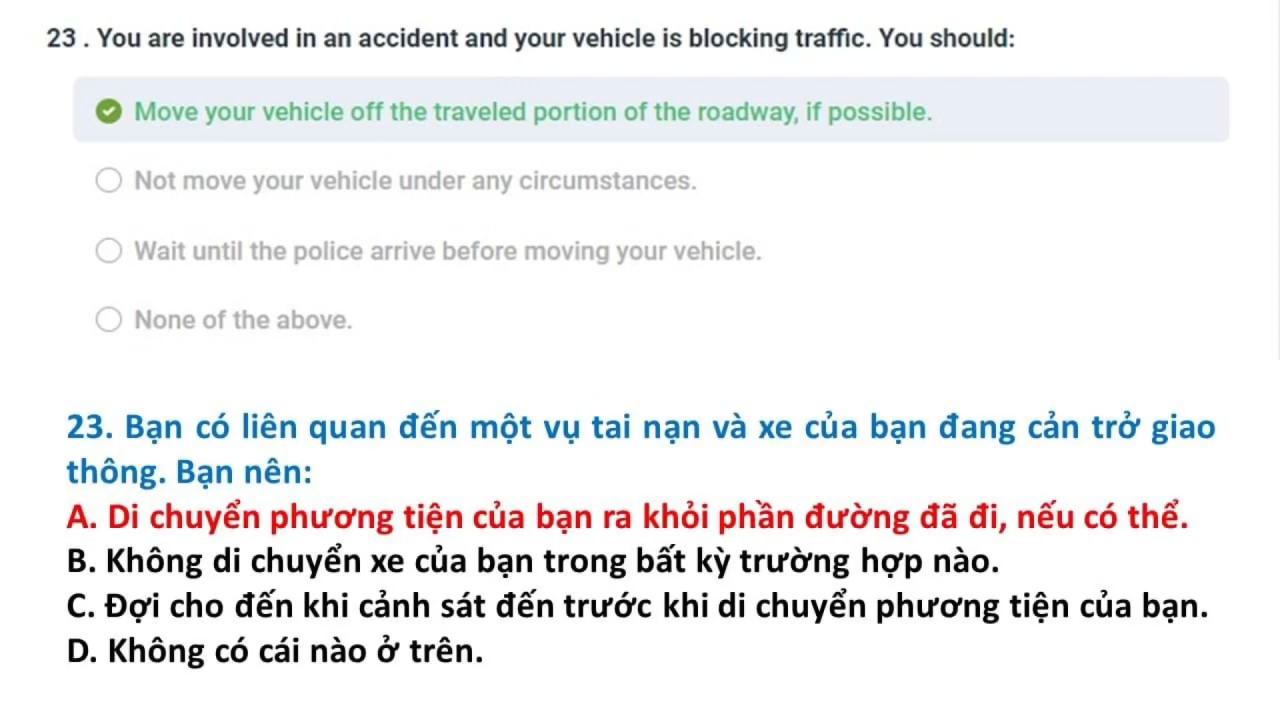 23 . You are involved in an accident and your vehicle is blocking traffic. You should:
Move your vehicle off the traveled portion of the roadway, if possible.
Not move your vehicle under any circumstances.
Wait until the police arrive before moving your vehicle.
None of the above.
23. Bạn có liên quan đến một vụ tai nạn và xe của bạn đang cản trở giao
thông. Bạn nên:
A. Di chuyển phương tiện của bạn ra khỏi phần đường đã đi, nếu có thể.
B. Không di chuyển xe của bạn trong bất kỳ trường hợp nào.
C. Đợi cho đến khi cảnh sát đến trước khi di chuyển phương tiện của bạn.
D. Không có cái nào ở trên.